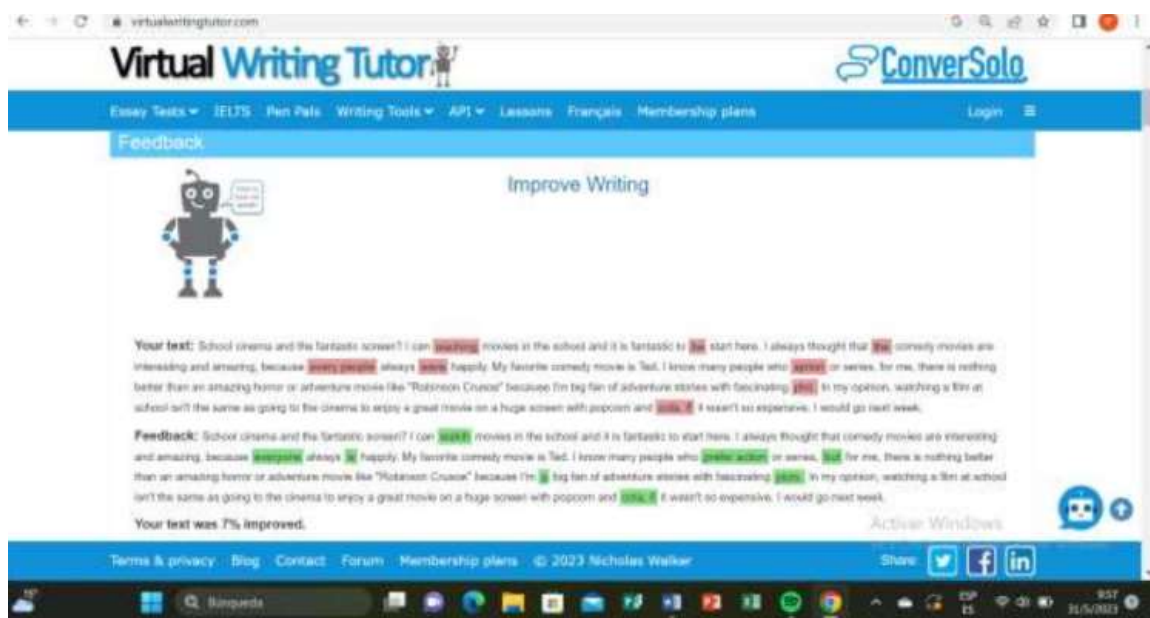 virtualwritingtutor.com
Virtual Writing Tutor
ConverSolo
Essay Tests IELTS Pen Pals Writing Tools API Lessons Français Membership plans Login
Feedback
Improve Writing
Your text: School cinema and the fantastic screen? I can watching movies in the school and it is fantastic to the start here. I always thought that the comedy movies are
interesting and amazing, because every people always were happily. My favorite comedy movie is Ted. I know many people who option or series, for me, there is nothing
better than an amazing horror or adventure movie like "Robinson Crusoe" because I'm big fan of adventure stories with fascinating In my opinion, watching a film at
school isn't the same as going to the cinema to enjoy a great movie on a huge screen with popcorn and cola, if it wasn't so expensive, I would go next week.
Feedback: School cinema and the fantastic screen? I can watch movies in the school and it is fantastic to start here. I always thought that comedy movies are interesting
and amazing, because everyone always is happily. My favorite comedy movie is Ted. I know many people who prefer action or series, but for me, there is nothing better
than an amazing horror or adventure movie like "Robinson Crusoe" because I'm a big fan of adventure stories with fascinating plots. In my opinion, watching a film at school
isn't the same as going to the cinema to enjoy a great movie on a huge screen with popcorn and cola, if it wasn't so expensive, I would go next week.
Your text was 7% improved.
Activar Windows
Terms & privacy Blog Contact Forum Membership plans © 2023 Nicholas Walker Share
Búsqueda
ESP
ES
9:57
31/5/2023